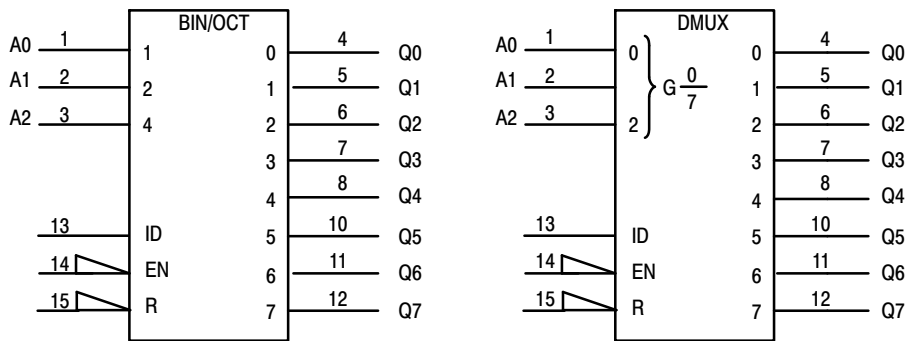 BIN/OCT
A0 1 1 0 4 Q0
A1 2 2 1 5 Q1
A2 3 4 2 6 Q2
3 7 Q3
4 8 Q4
13 ID 5 10 Q5
14 EN 6 11 Q6
15 R 7 12 Q7
DMUX
A0 1 0 0 4 Q0
A1 2 G 0/7 1 5 Q1
A2 3 2 2 6 Q2
3 7 Q3
4 8 Q4
13 ID 5 10 Q5
14 EN 6 11 Q6
15 R 7 12 Q7